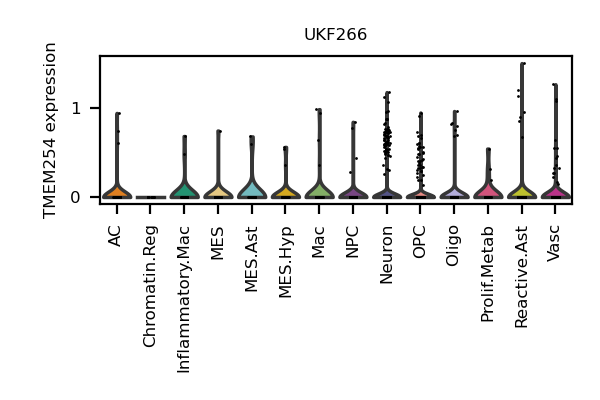 UKF266
TMEM254 expression
1
0
AC
Chromatin.Reg
Inflammatory.Mac
MES
MES.Ast
MES.Hyp
Mac
NPC
Neuron
OPC
Oligo
Prolif.Metab
Reactive.Ast
Vasc